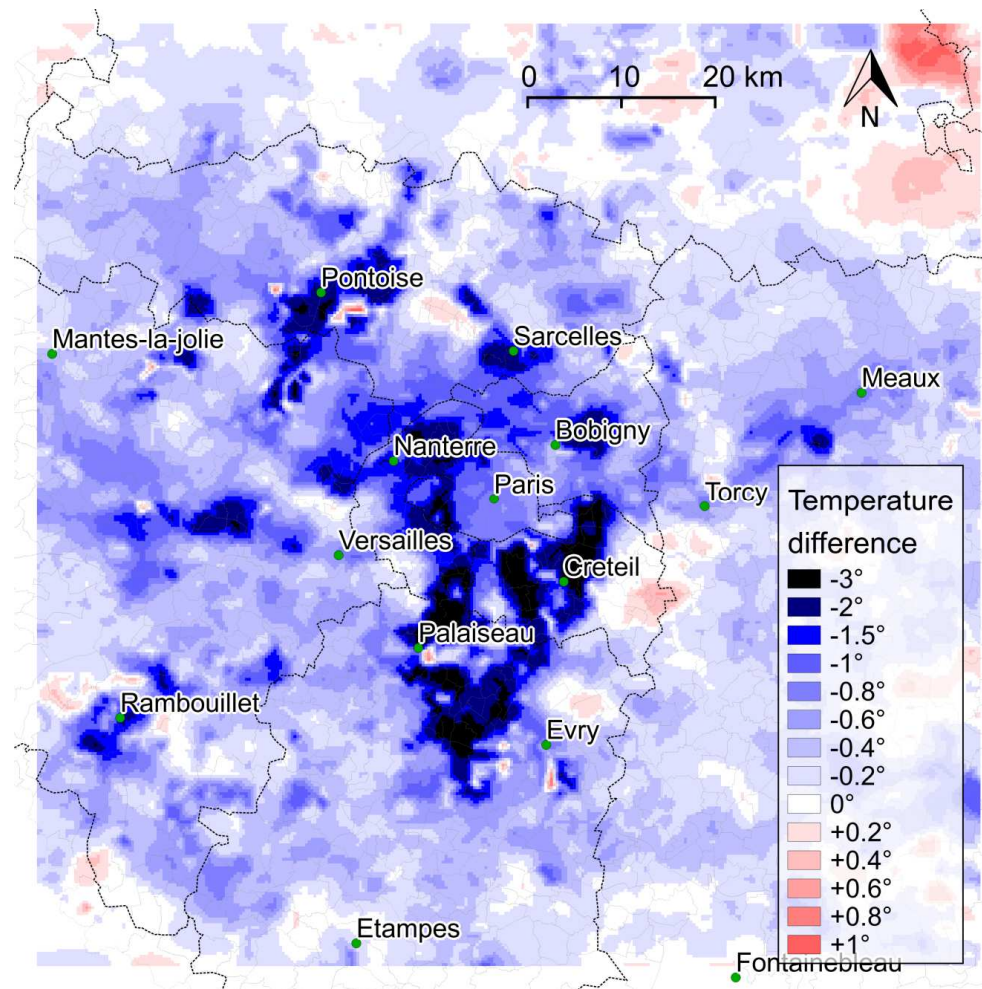 0 10 20 km
N
Pontoise
Mantes-la-jolie
Sarcelles
Meaux
Nanterre
Bobigny
Paris
Torcy
Versailles
Creteil
Palaiseau
Rambouillet
Evry
Etampes
Fontainebleau
Temperature
difference
-3°
-2°
-1.5°
-1°
-0.8°
-0.6°
-0.4°
-0.2°
0°
+0.2°
+0.4°
+0.6°
+0.8°
+1°